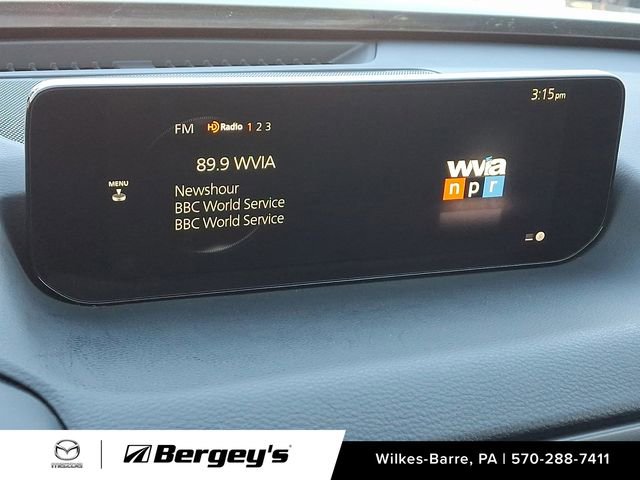 3:15pm
FM HD Radio 1 2 3
89.9 WVIA
MENU
Newshour
BBC World Service
BBC World Service
wvia
npr
mazda Bergey's Wilkes-Barre, PA | 570-288-7411